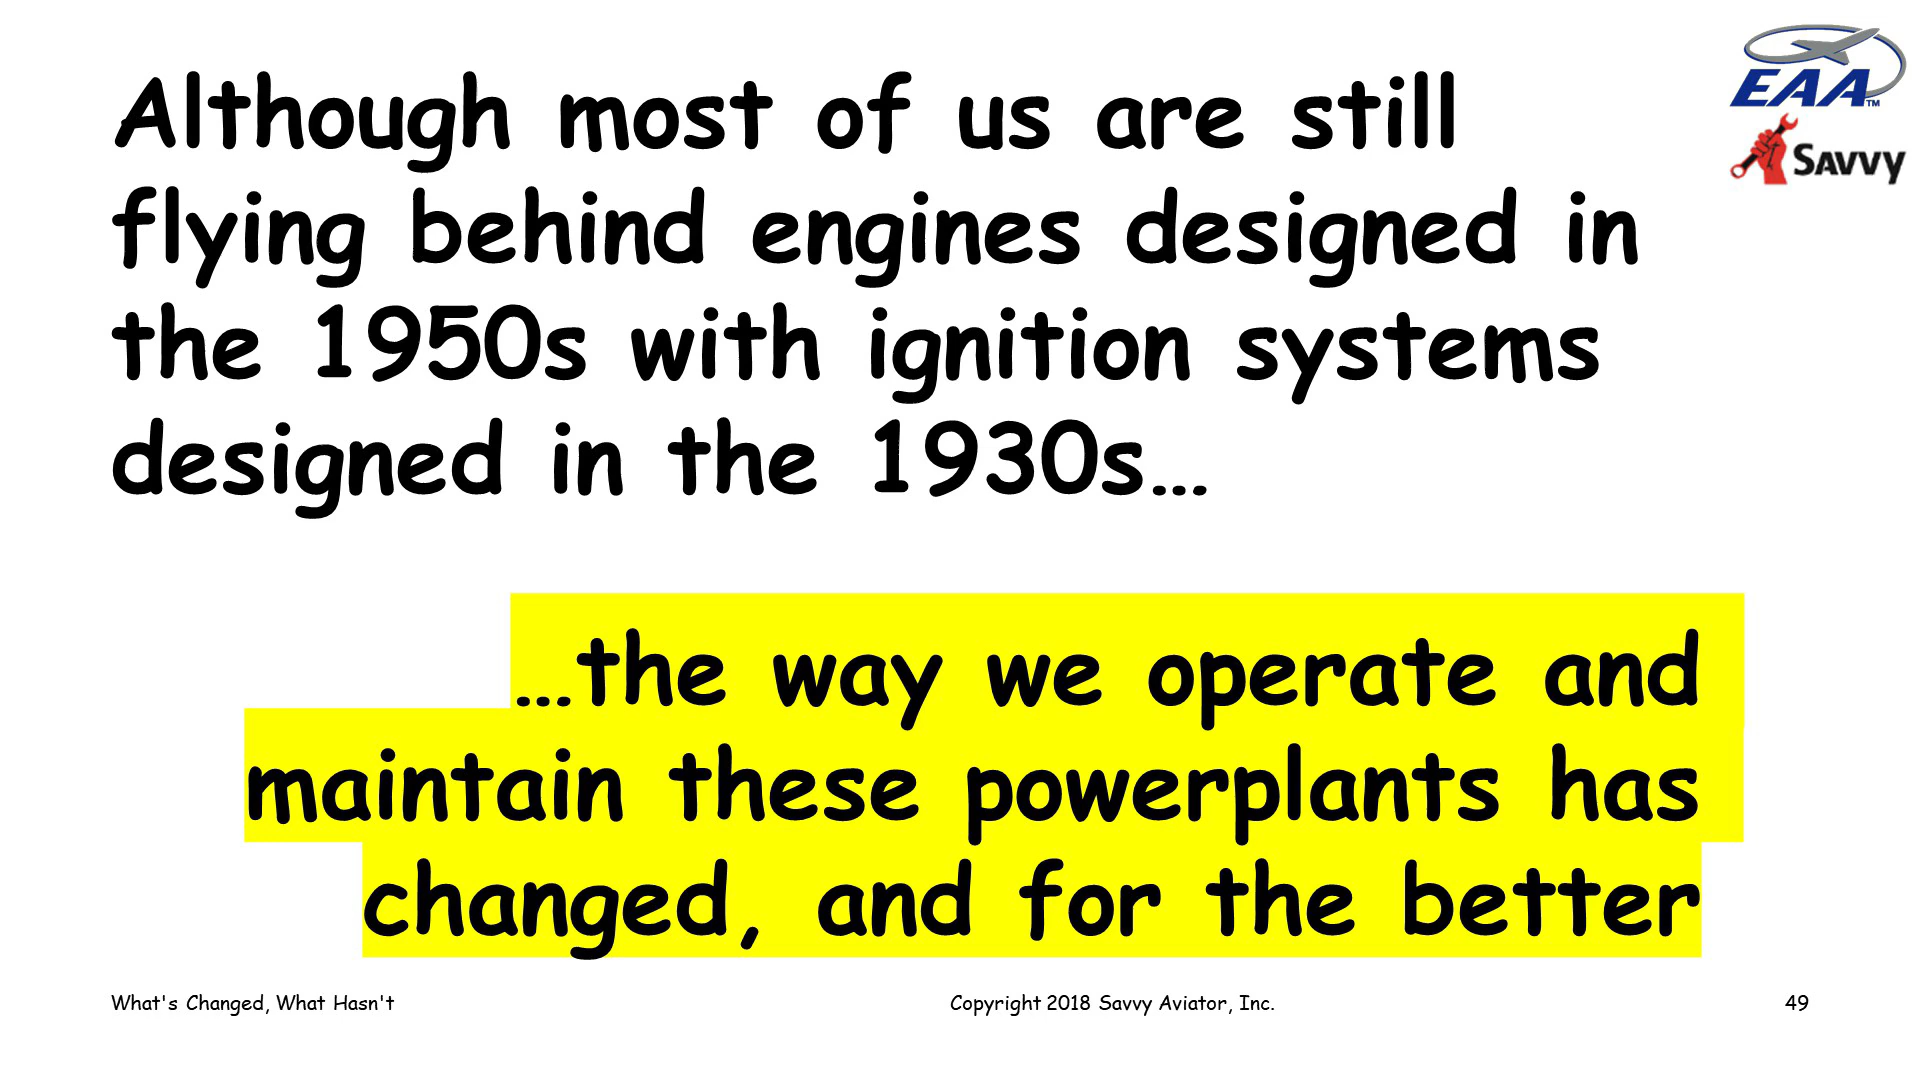 EAA™
SAVVY
Although most of us are still
flying behind engines designed in
the 1950s with ignition systems
designed in the 1930s…
…the way we operate and
maintain these powerplants has
changed, and for the better
What's Changed, What Hasn't
Copyright 2018 Savvy Aviator, Inc.
49